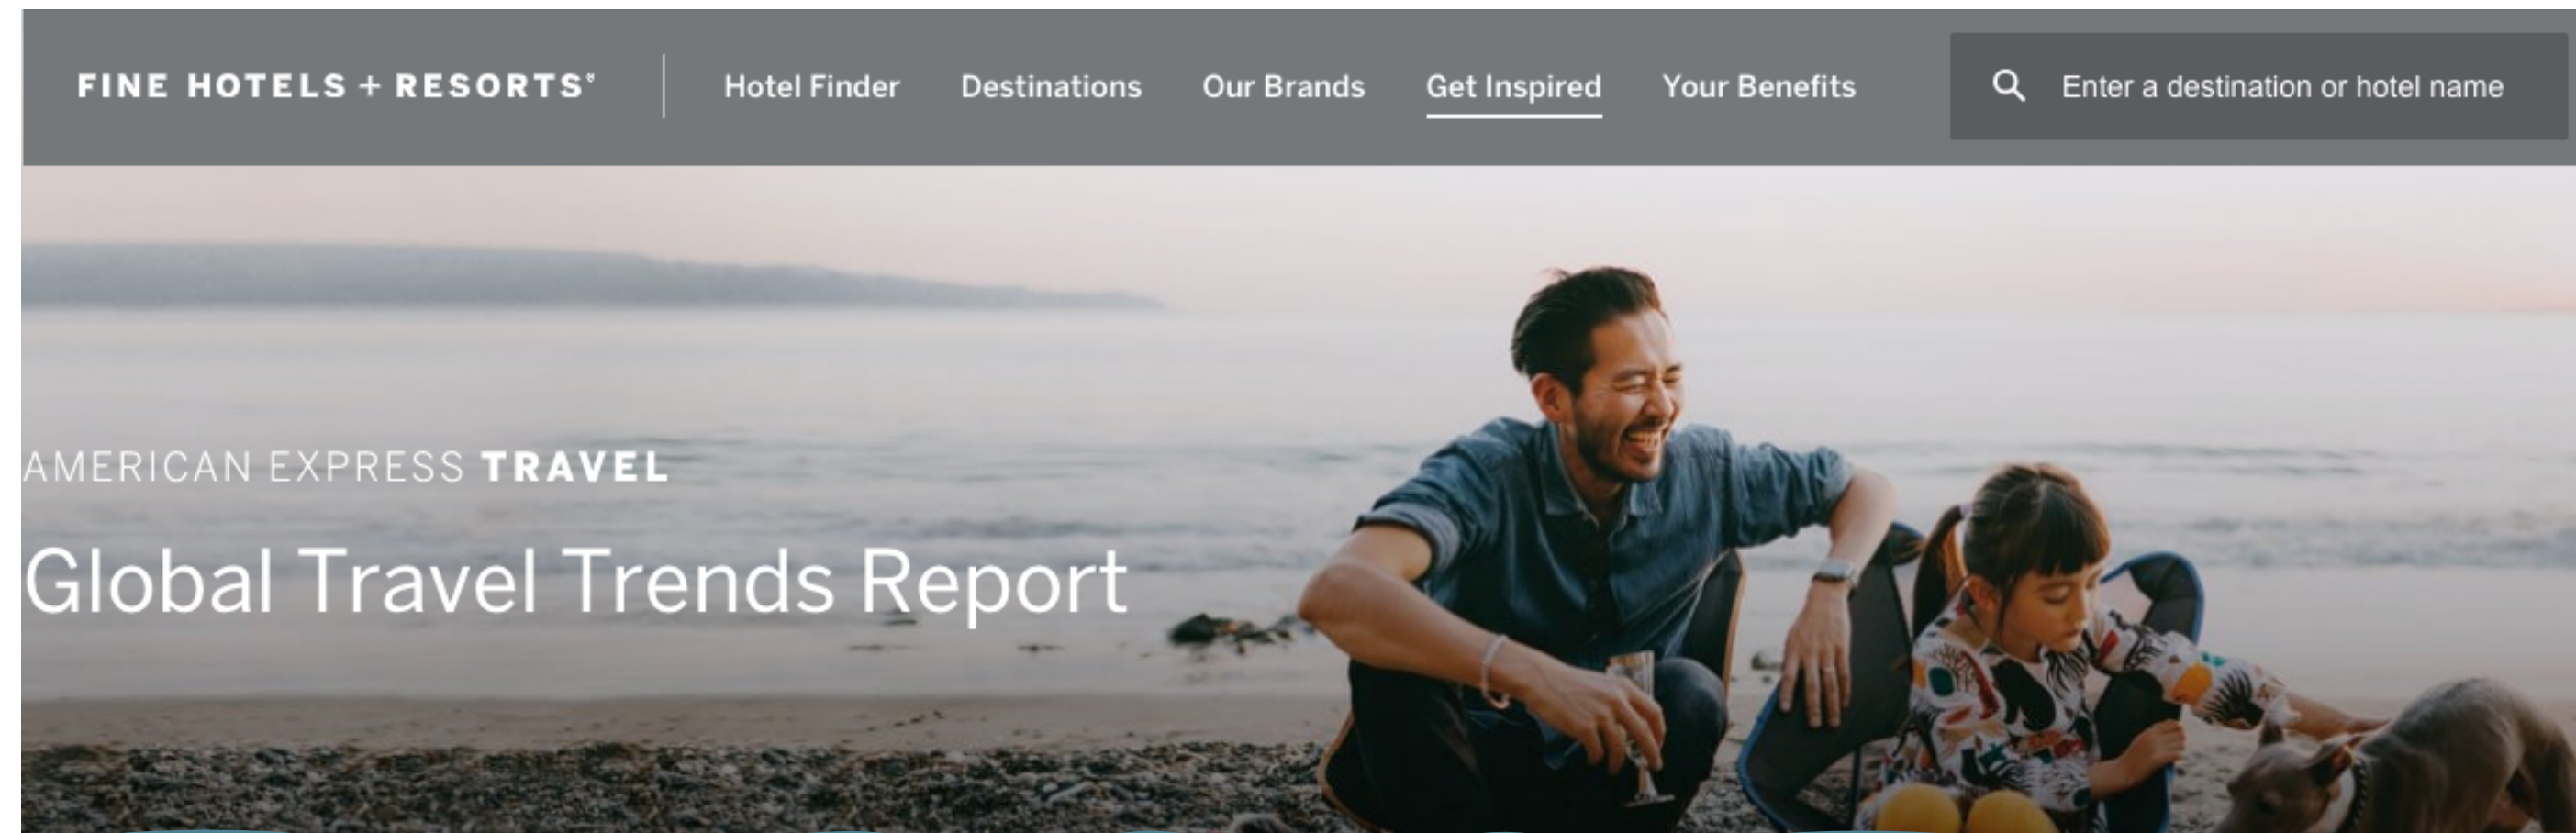 FINE HOTELS + RESORTS®
Hotel Finder
Destinations
Our Brands
Get Inspired
Your Benefits
Enter a destination or hotel name
AMERICAN EXPRESS TRAVEL
Global Travel Trends Report